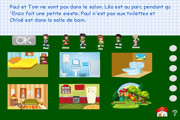 Paul et Tom ne sont pas dans le salon. Léa est au parc pendant qu
'Enzo fait une petite sieste. Paul n'est pas aux toilettes et
Chloé est dans la salle de bain.
OK